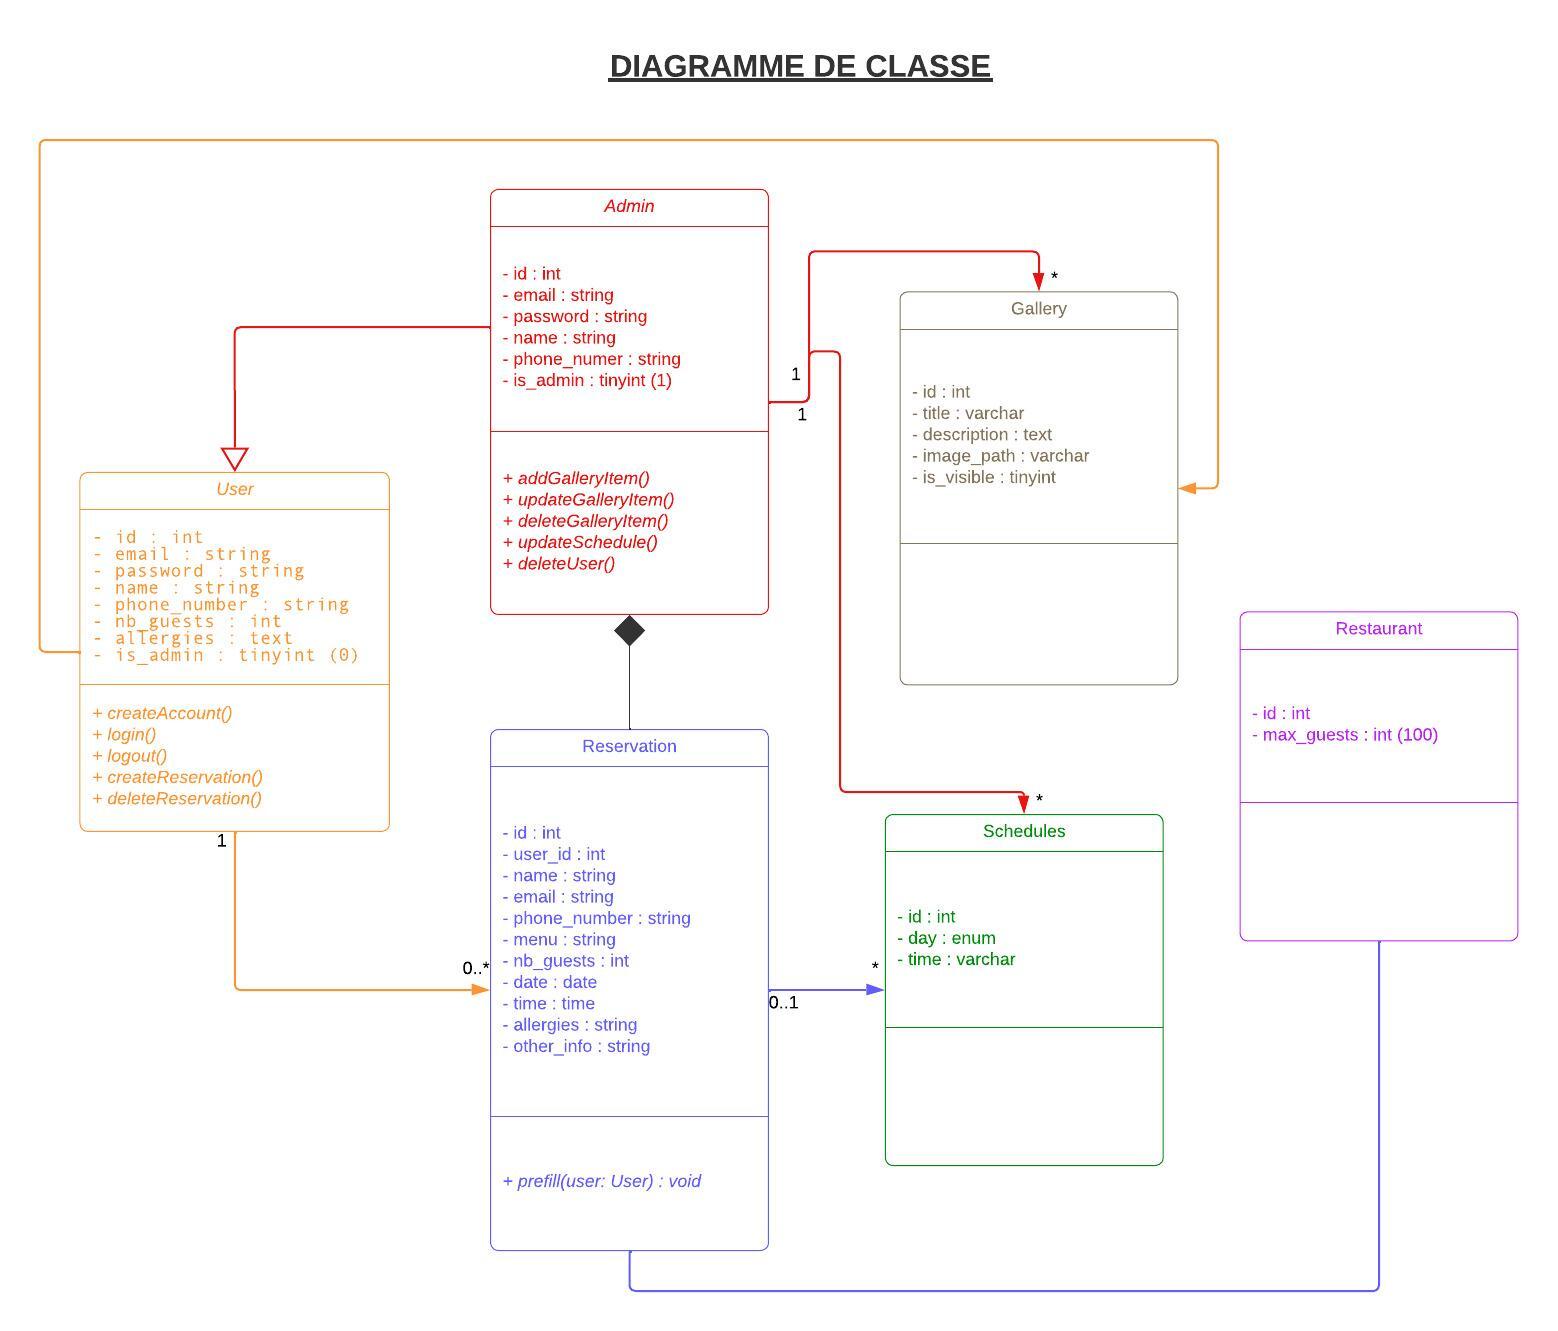 DIAGRAMME DE CLASSE
Admin
- id : int
- email : string
- password : string
- name : string
- phone_numer : string
- is_admin : tinyint (1)
+ addGalleryItem()
+ updateGalleryItem()
+ deleteGalleryItem()
+ updateSchedule()
+ deleteUser()
1
1
*
Gallery
- id : int
- title : varchar
- description : text
- image_path : varchar
- is_visible : tinyint
User
- id : int
- email : string
- password : string
- name : string
- phone_number : string
- nb_guests : int
- allergies : text
- is_admin : tinyint (0)
+ createAccount()
+ login()
+ logout()
+ createReservation()
+ deleteReservation()
1
0..*
Reservation
- id : int
- user_id : int
- name : string
- email : string
- phone_number : string
- menu : string
- nb_guests : int
- date : date
- time : time
- allergies : string
- other_info : string
+ prefill(user: User) : void
0..1
*
*
Schedules
- id : int
- day : enum
- time : varchar
Restaurant
- id : int
- max_guests : int (100)